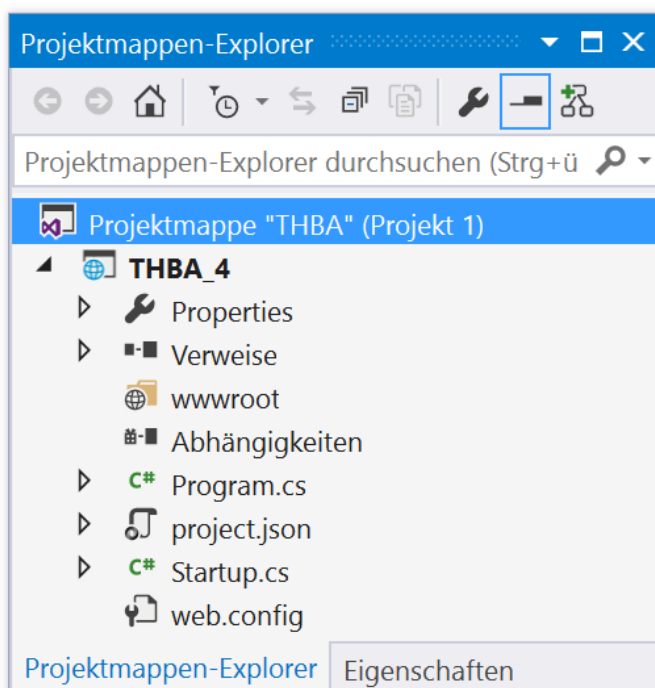 Projektmappen-Explorer
Projektmappen-Explorer durchsuchen (Strg+ü
Projektmappe "THBA" (Projekt 1)
THBA_4
Properties
Verweise
wwwroot
Abhängigkeiten
C# Program.cs
project.json
C# Startup.cs
web.config
Projektmappen-Explorer Eigenschaften